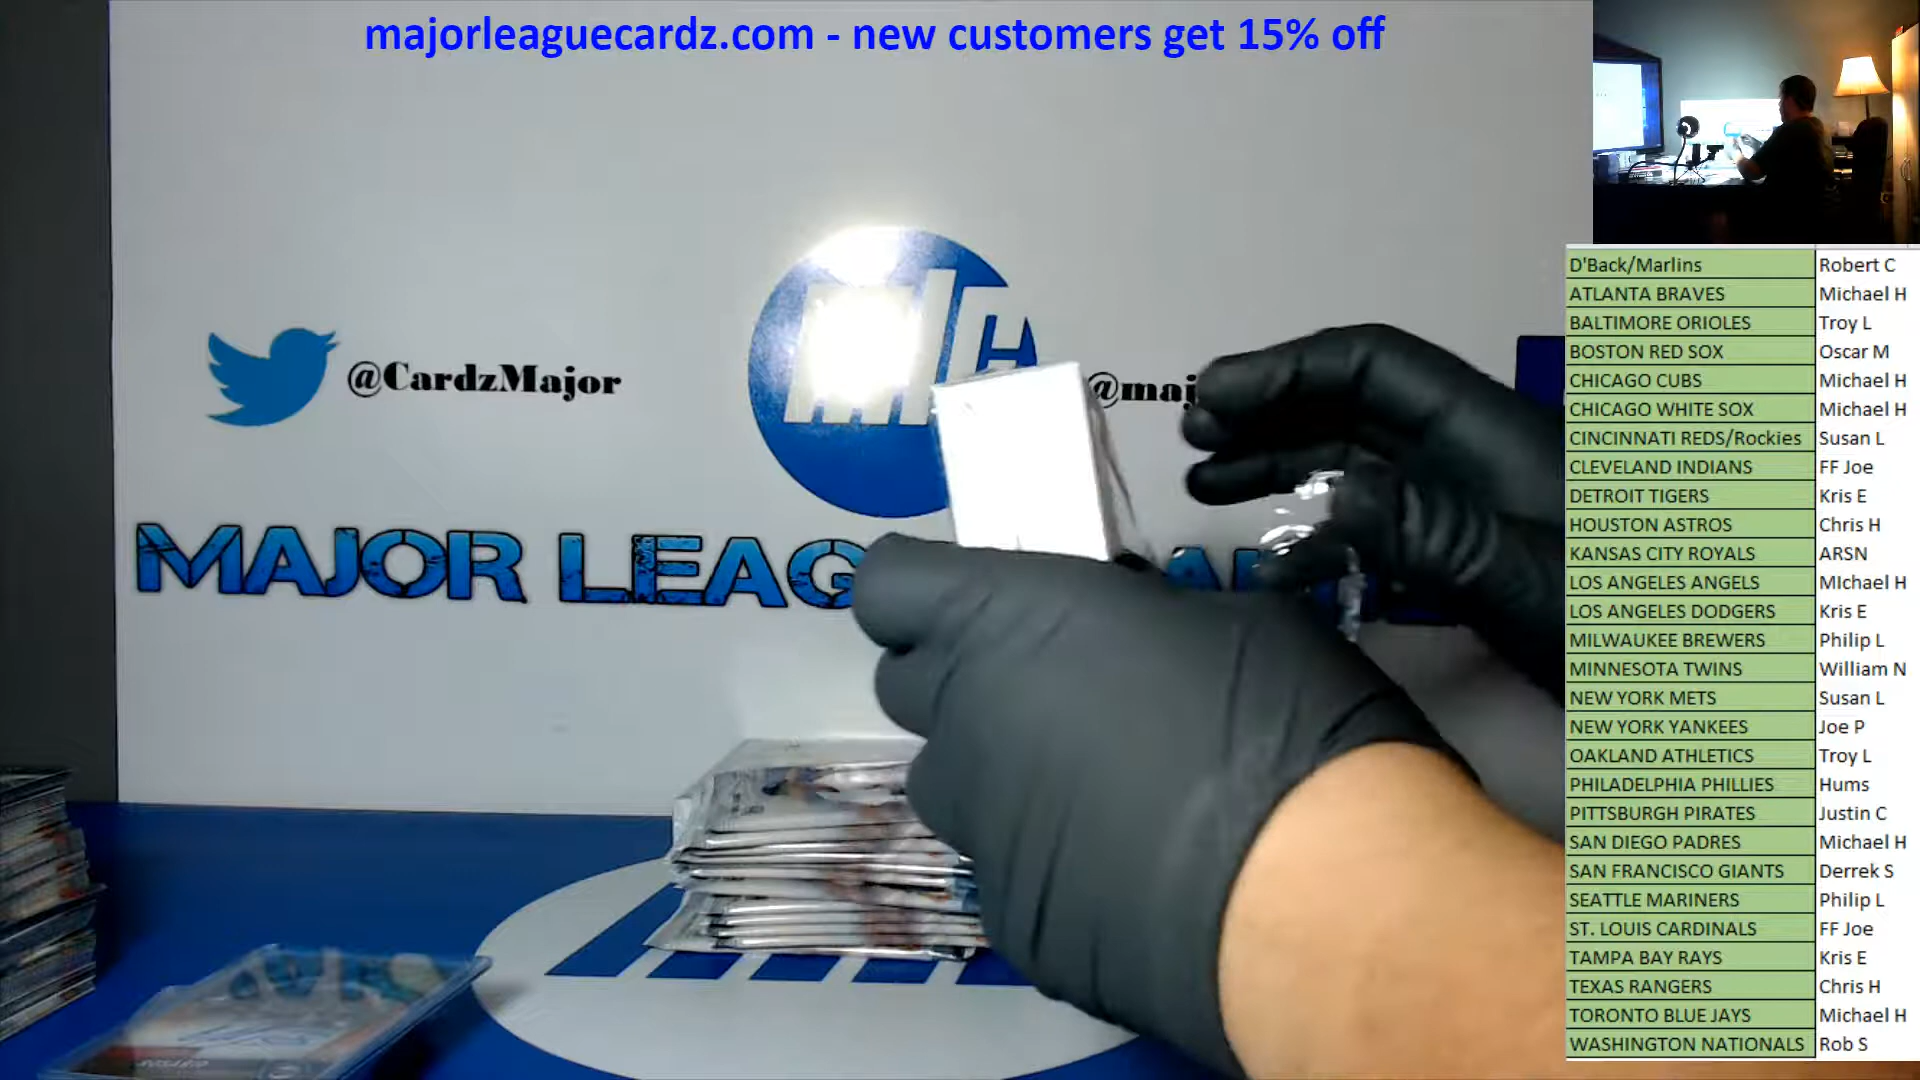 majorleaguecardz.com - new customers get 15% off
@CardzMajor
@maj
MAJOR LEAG
D'Back/Marlins Robert C
ATLANTA BRAVES Michael H
BALTIMORE ORIOLES Troy L
BOSTON RED SOX Oscar M
CHICAGO CUBS Michael H
CHICAGO WHITE SOX Michael H
CINCINNATI REDS/Rockies Susan L
CLEVELAND INDIANS FF Joe
DETROIT TIGERS Kris E
HOUSTON ASTROS Chris H
KANSAS CITY ROYALS ARSN
LOS ANGELES ANGELS MIchael H
LOS ANGELES DODGERS Kris E
MILWAUKEE BREWERS Philip L
MINNESOTA TWINS William N
NEW YORK METS Susan L
NEW YORK YANKEES Joe P
OAKLAND ATHLETICS Troy L
PHILADELPHIA PHILLIES Hums
PITTSBURGH PIRATES Justin C
SAN DIEGO PADRES Michael H
SAN FRANCISCO GIANTS Derrek S
SEATTLE MARINERS Philip L
ST. LOUIS CARDINALS FF Joe
TAMPA BAY RAYS Kris E
TEXAS RANGERS Chris H
TORONTO BLUE JAYS Michael H
WASHINGTON NATIONALS Rob S